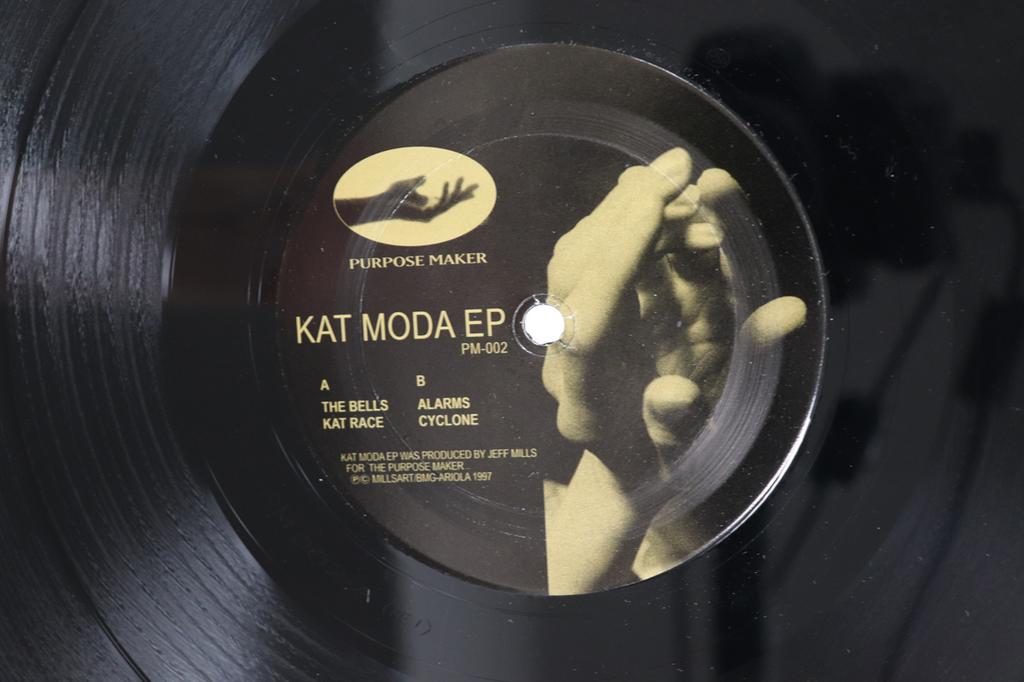 PURPOSE MAKER
KAT MODA EP
PM-002
A
THE BELLS
KAT RACE
B
ALARMS
CYCLONE
KAT MODA EP WAS PRODUCED BY JEFF MILLS
FOR THE PURPOSE MAKER
℗© MILLSART/BMG-ARIOLA 1997